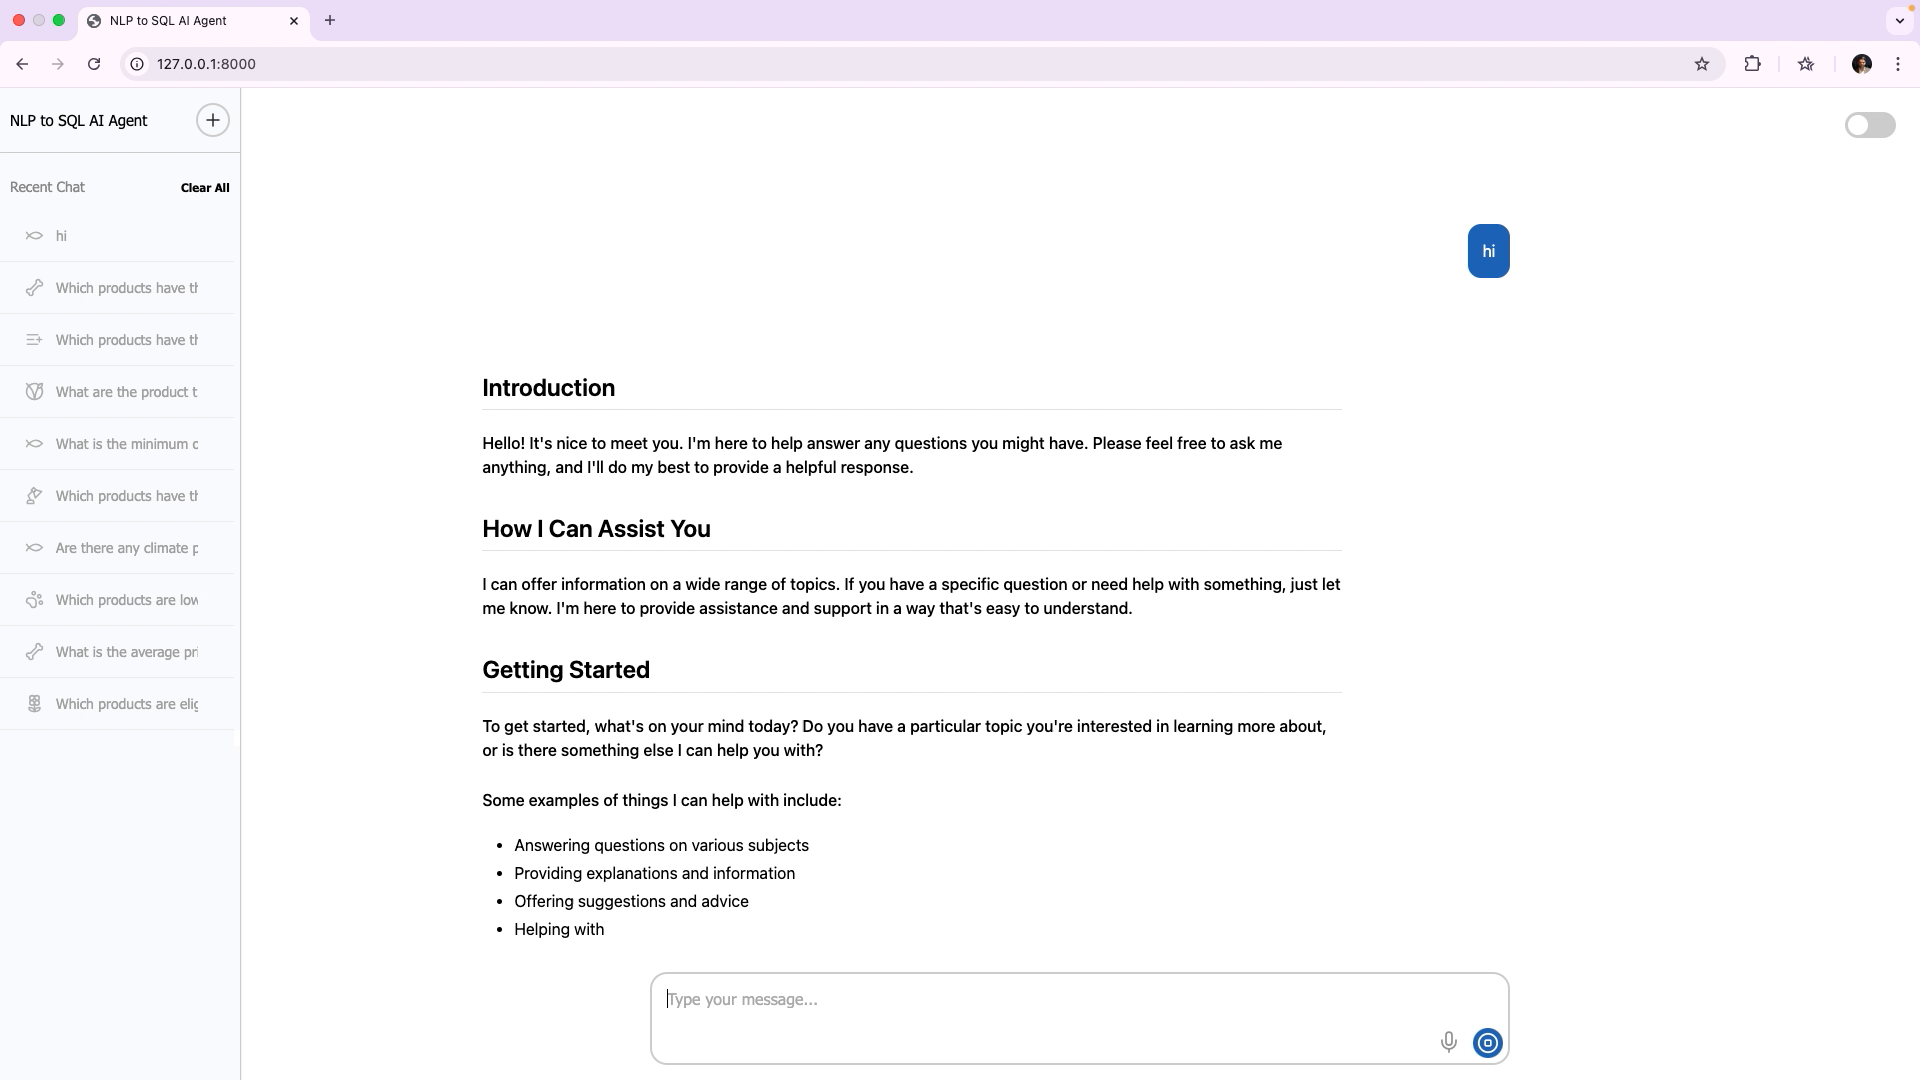 NLP to SQL AI Agent
127.0.0.1:8000
NLP to SQL AI Agent
Recent Chat
Clear All
hi
Which products have th
Which products have th
What are the product t
What is the minimum c
Which products have th
Are there any climate p
Which products are low
What is the average pri
Which products are elig
hi
Introduction
Hello! It's nice to meet you. I'm here to help answer any questions you might have. Please feel free to ask me
anything, and I'll do my best to provide a helpful response.
How I Can Assist You
I can offer information on a wide range of topics. If you have a specific question or need help with something, just let
me know. I'm here to provide assistance and support in a way that's easy to understand.
Getting Started
To get started, what's on your mind today? Do you have a particular topic you're interested in learning more about,
or is there something else I can help you with?
Some examples of things I can help with include:
• Answering questions on various subjects
• Providing explanations and information
• Offering suggestions and advice
• Helping with
Type your message...